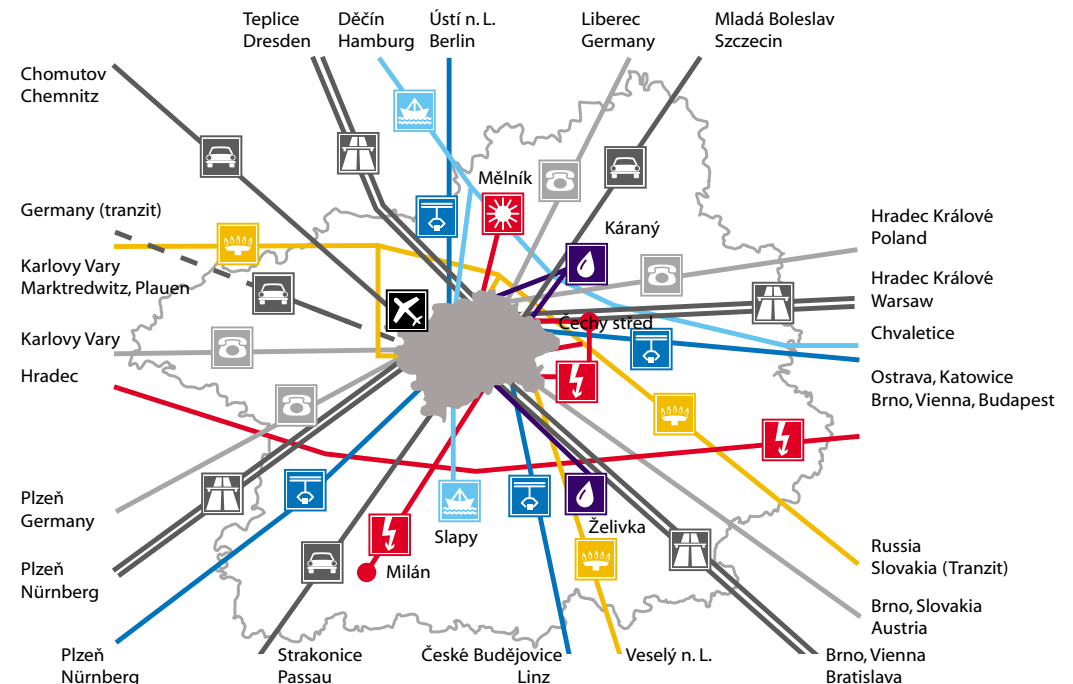 Teplice
Dresden
Děčín
Hamburg
Ústí n. L.
Berlin
Liberec
Germany
Mladá Boleslav
Szczecin
Chomutov
Chemnitz
Mělník
Germany (tranzit)
Káraný
Hradec Králové
Poland
Karlovy Vary
Marktredwitz, Plauen
Hradec Králové
Warsaw
Čechy střed
Chvaletice
Karlovy Vary
Hradec
Ostrava, Katowice
Brno, Vienna, Budapest
Plzeň
Germany
Slapy
Želivka
Milán
Russia
Slovakia (Tranzit)
Plzeň
Nürnberg
Brno, Slovakia
Austria
Plzeň
Nürnberg
Strakonice
Passau
České Budějovice
Linz
Veselý n. L.
Brno, Vienna
Bratislava